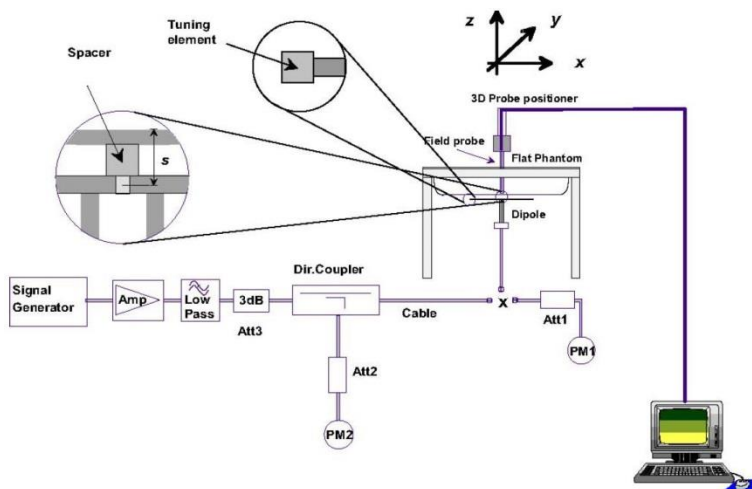 Tuning
element
Spacer
s
z
y
x
3D Probe positioner
Field probe
Flat Phantom
Dipole
Signal
Generator
Amp
Low
Pass
3dB
Att3
Dir.Coupler
Cable
x
Att1
PM1
Att2
PM2